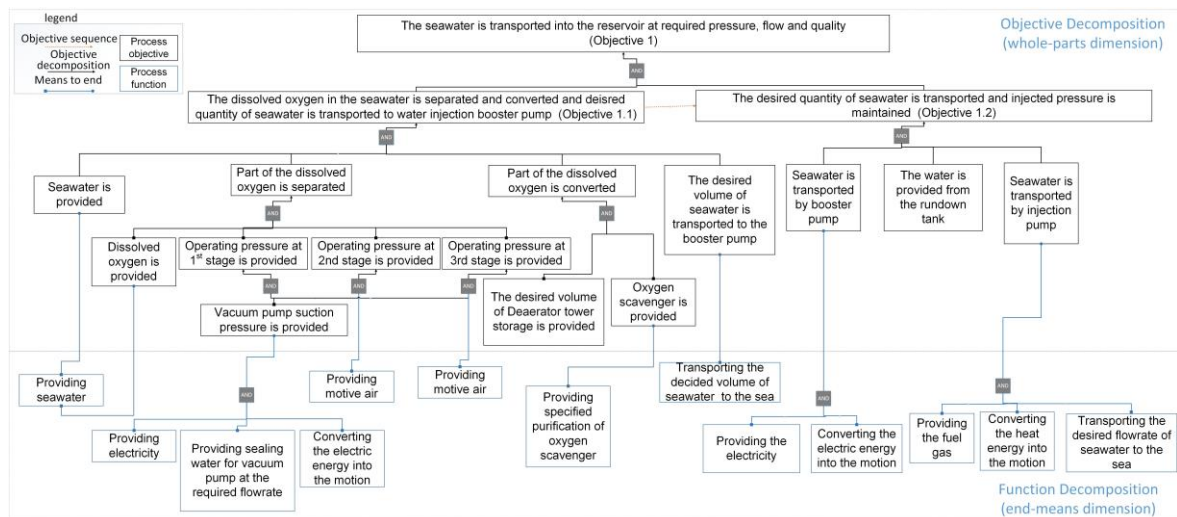 legend
Objective sequence
Objective
decomposition
Means to end
Process
objective
Process
function
The seawater is transported into the reservoir at required pressure, flow and quality
(Objective 1)
Objective Decomposition
(whole-parts dimension)
AND
The dissolved oxygen in the seawater is separated and converted and deisred
quantity of seawater is transported to water injection booster pump (Objective 1.1)
The desired quantity of seawater is transported and injected pressure is
maintained (Objective 1.2)
AND
AND
Seawater is
provided
Part of the dissolved
oxygen is separated
Part of the dissolved
oxygen is converted
The desired
volume of
seawater is
transported to the
booster pump
Seawater is
transported
by booster
pump
The water is
provided from
the rundown
tank
Seawater is
transported
by injection
pump
AND
AND
Dissolved
oxygen is
provided
Operating pressure at
1st stage is provided
Operating pressure at
2nd stage is provided
Operating pressure at
3rd stage is provided
AND
AND
AND
Vacuum pump suction
pressure is provided
The desired volume
of Deaerator tower
storage is provided
Oxygen
scavenger is
provided
Providing
seawater
Providing
motive air
Providing
motive air
Transporting the
decided volume of
seawater to the sea
AND
AND
AND
Providing
electricity
Providing sealing
water for vacuum
pump at the
required flowrate
Converting
the electric
energy into
the motion
Providing
specified
purification of
oxygen
scavenger
Providing the
electricity
Converting the
electric energy
into the motion
Providing
the fuel
gas
Converting
the heat
energy into
the motion
Transporting the
desired flowrate of
seawater to the
sea
Function Decomposition
(end-means dimension)